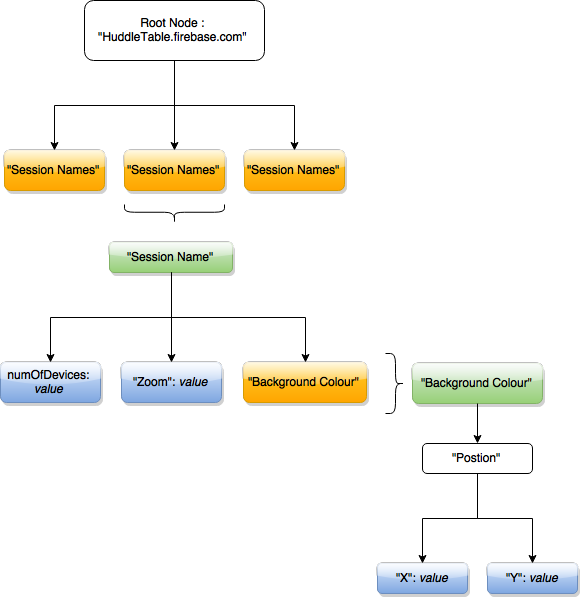 Root Node :
"HuddleTable.firebase.com"
"Session Names"
"Session Names"
"Session Names"
"Session Name"
numOfDevices:
value
"Zoom": value
"Background Colour"
"Background Colour"
"Postion"
"X": value
"Y": value